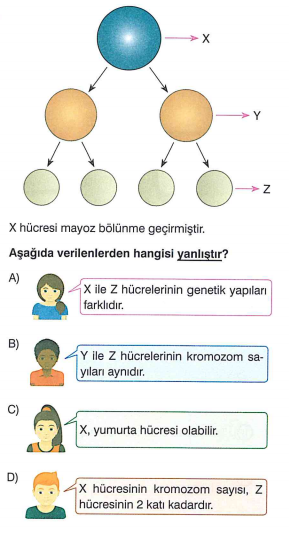 X
Y
Z
X hücresi mayoz bölünme geçirmiştir.
Aşağıda verilenlerden hangisi yanlıştır?
A)
X ile Z hücrelerinin genetik yapıları
farklıdır.
B)
Y ile Z hücrelerinin kromozom sa-
yıları aynıdır.
C)
X, yumurta hücresi olabilir.
D)
X hücresinin kromozom sayısı, Z
hücresinin 2 katı kadardır.